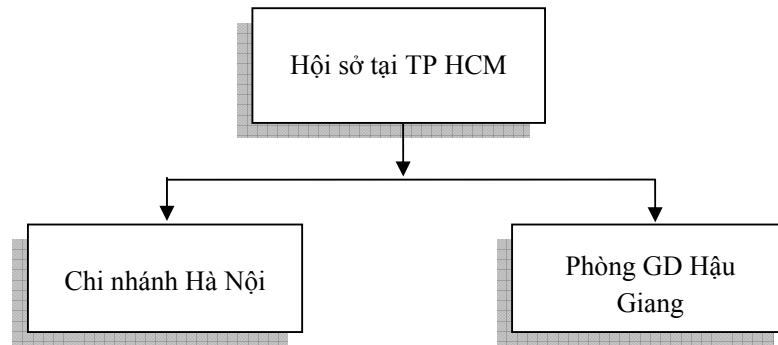 Hội sở tại TP HCM
Chi nhánh Hà Nội
Phòng GD Hậu
Giang